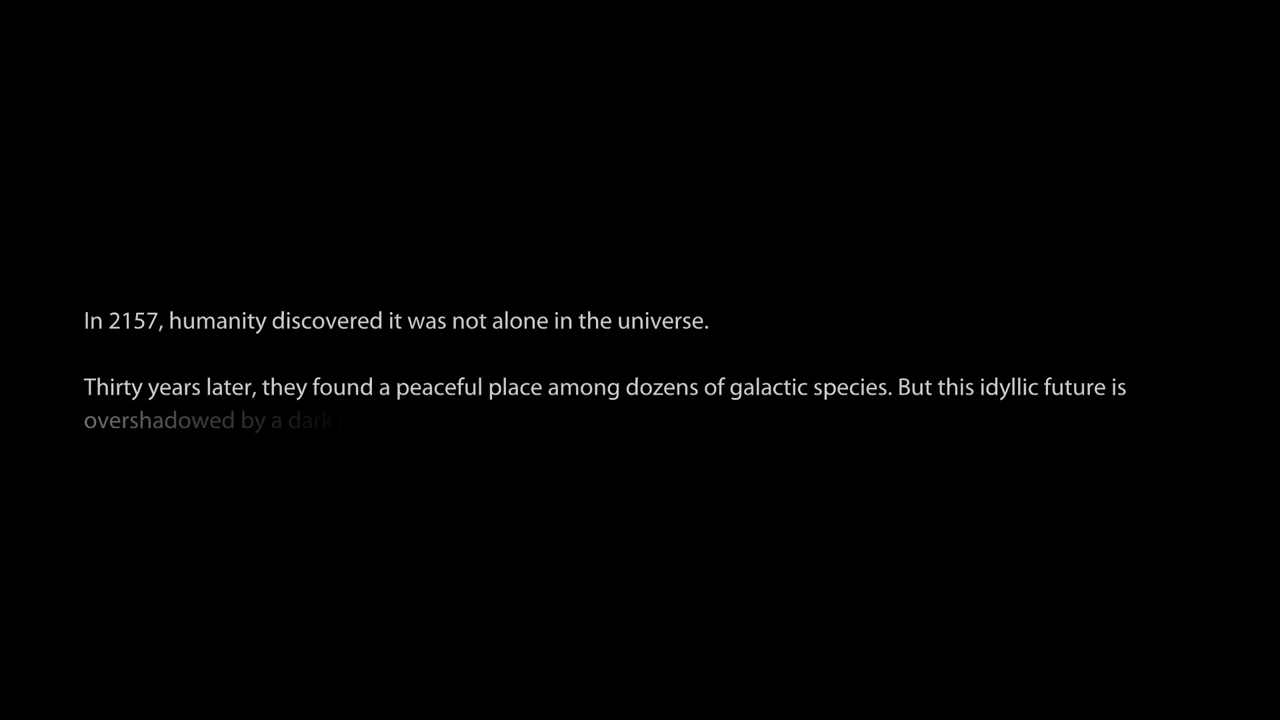 In 2157, humanity discovered it was not alone in the universe.
Thirty years later, they found a peaceful place among dozens of galactic species. But this idyllic future is
overshadowed by a dark